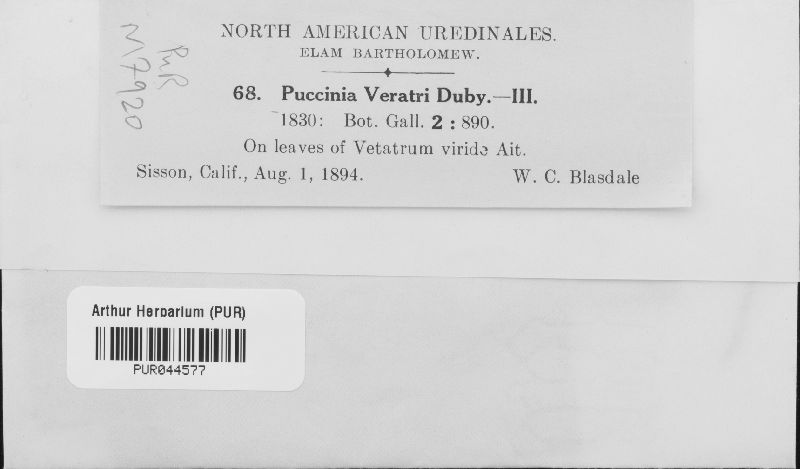 NORTH AMERICAN UREDINALES.
ELAM BARTHOLOMEW.
68. Puccinia Veratri Duby.—III.
1830: Bot. Gall. 2 : 890.
On leaves of Vetatrum viride Ait.
Sisson, Calif., Aug. 1, 1894. W. C. Blasdale
PUR
N17920
Arthur Herbarium (PUR)
PUR044577